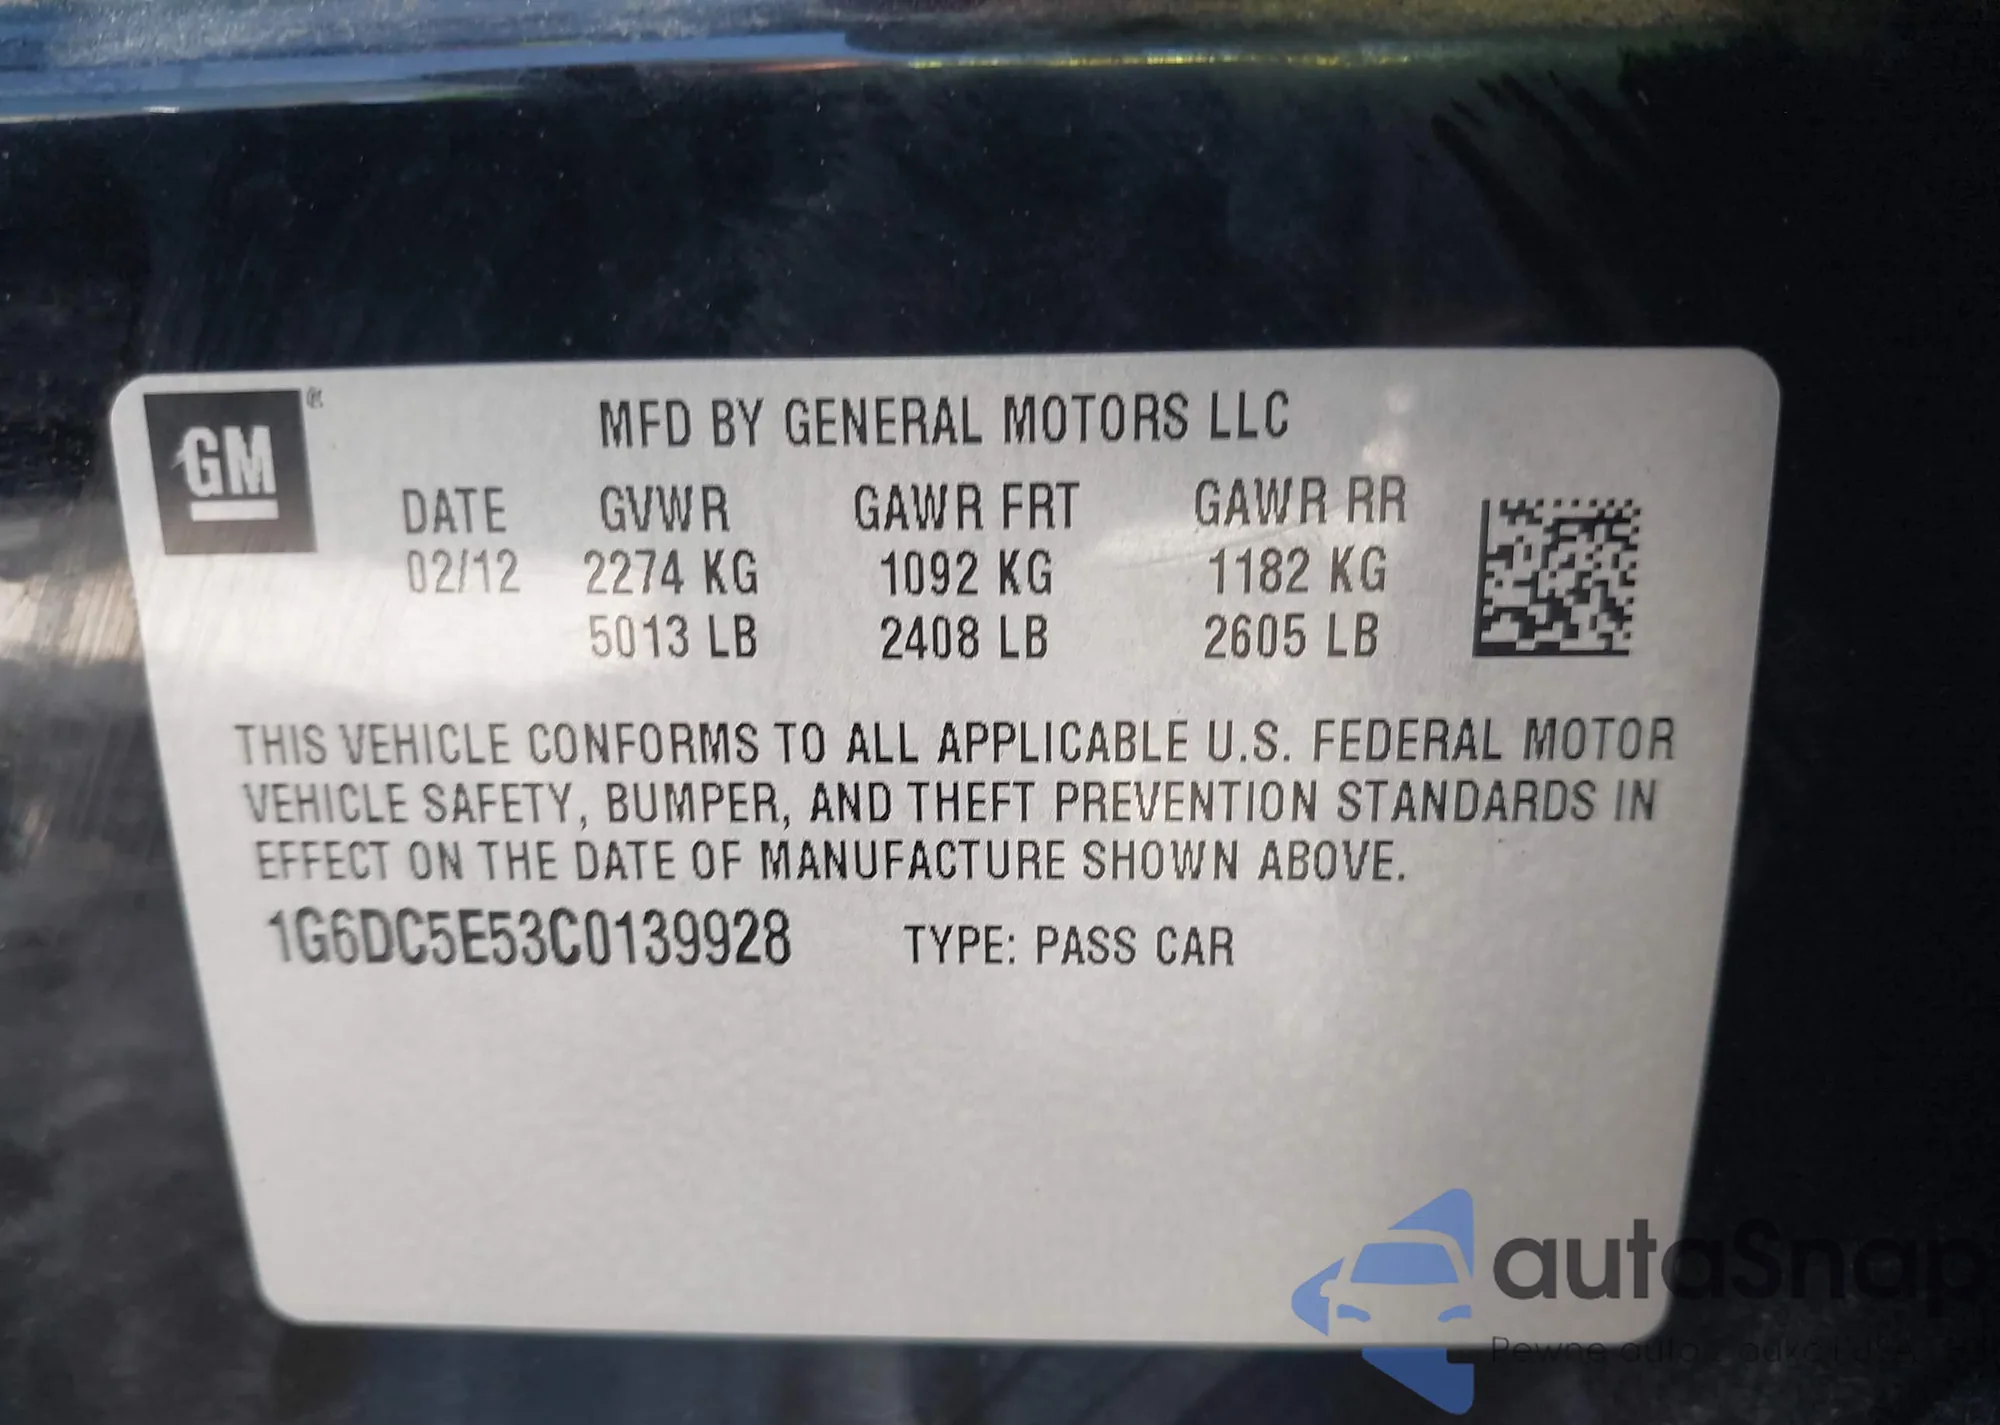 GM®
MFD BY GENERAL MOTORS LLC
DATE GVWR GAWR FRT GAWR RR
02/12 2274 KG 1092 KG 1182 KG
5013 LB 2408 LB 2605 LB
THIS VEHICLE CONFORMS TO ALL APPLICABLE U.S. FEDERAL MOTOR
VEHICLE SAFETY, BUMPER, AND THEFT PREVENTION STANDARDS IN
EFFECT ON THE DATE OF MANUFACTURE SHOWN ABOVE.
1G6DC5E53C0139928 TYPE: PASS CAR
autaSnap
Pewne auto